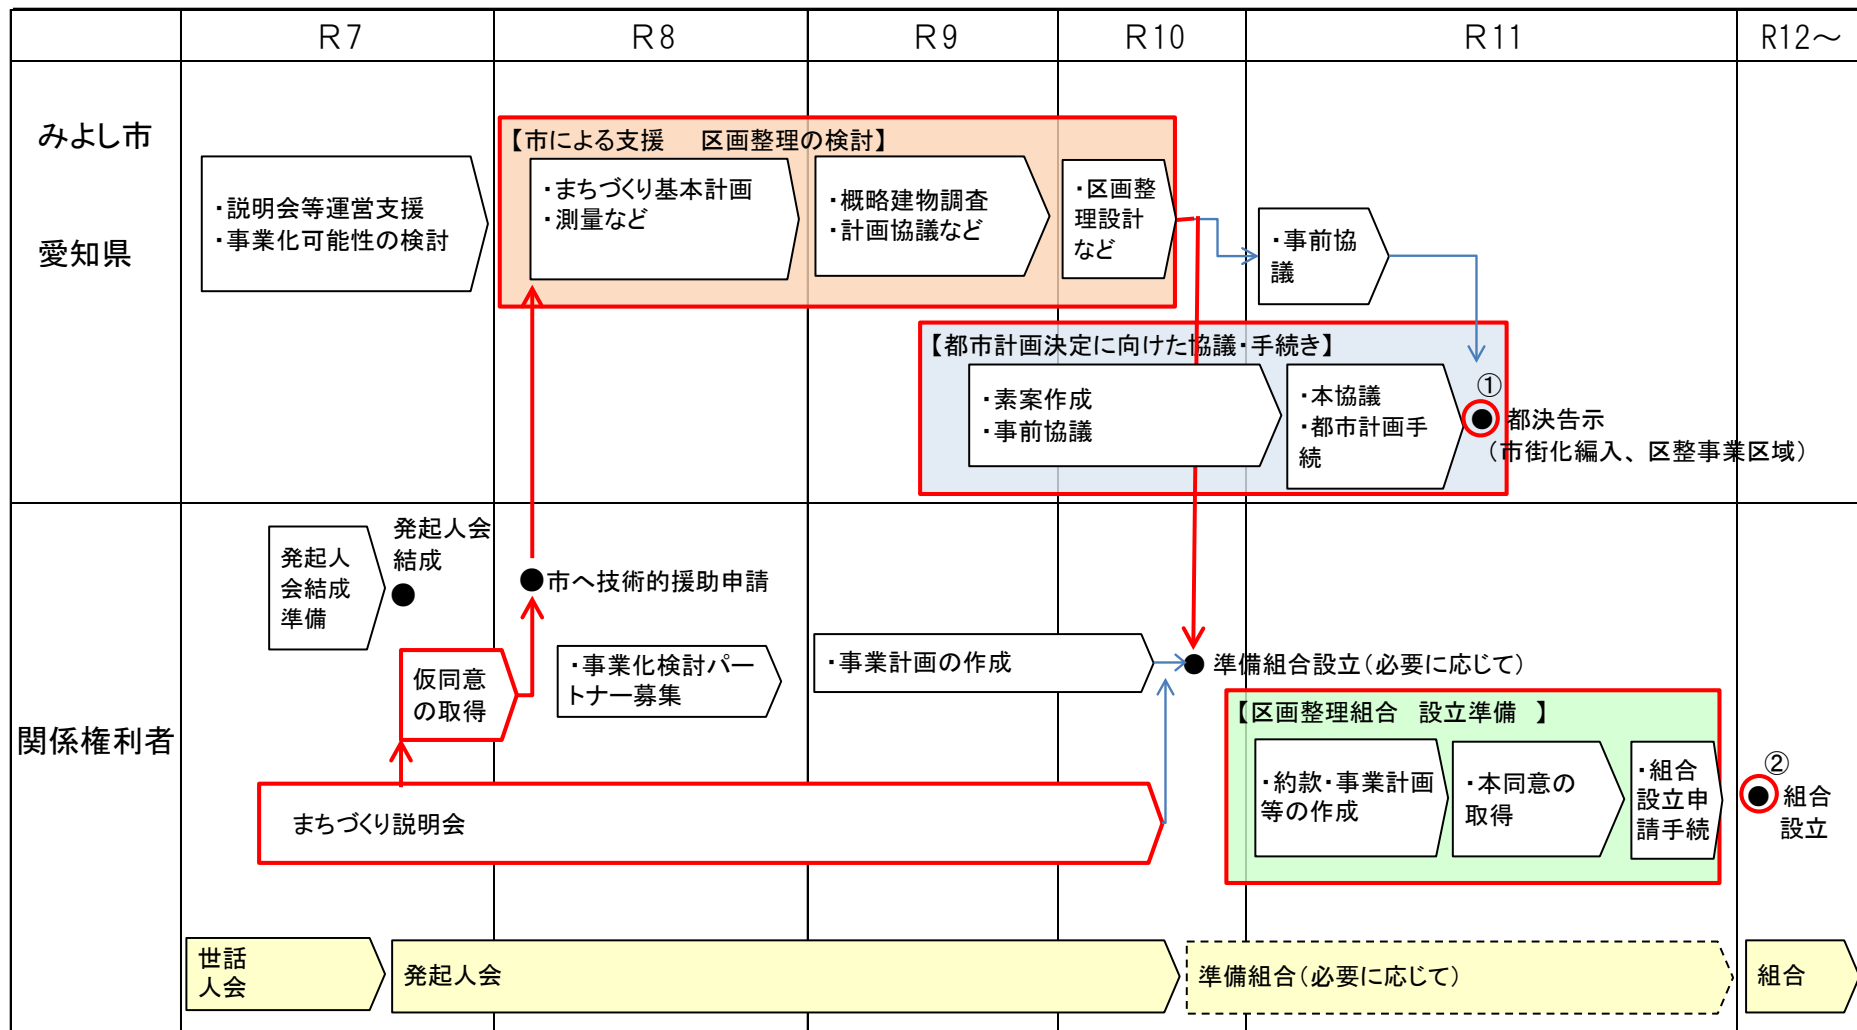 R7
R8
R9
R10
R11
R12～
みよし市
愛知県
・説明会等運営支援
・事業化可能性の検討
【市による支援　区画整理の検討】
・まちづくり基本計画
・測量など
・概略建物調査
・計画協議など
・区画整
理設計
など
・事前協
議
【都市計画決定に向けた協議・手続き】
・素案作成
・事前協議
・本協議
・都市計画手
続
①
都決告示
（市街化編入、区整事業区域）
関係権利者
発起人
会結成
準備
発起人会
結成
市へ技術的援助申請
仮同意
の取得
・事業化検討パー
トナー募集
・事業計画の作成
準備組合設立（必要に応じて）
まちづくり説明会
【区画整理組合　設立準備　】
・約款・事業計画
等の作成
・本同意の
取得
・組合
設立申
請手続
②
組合
設立
世話
人会
発起人会
準備組合（必要に応じて）
組合